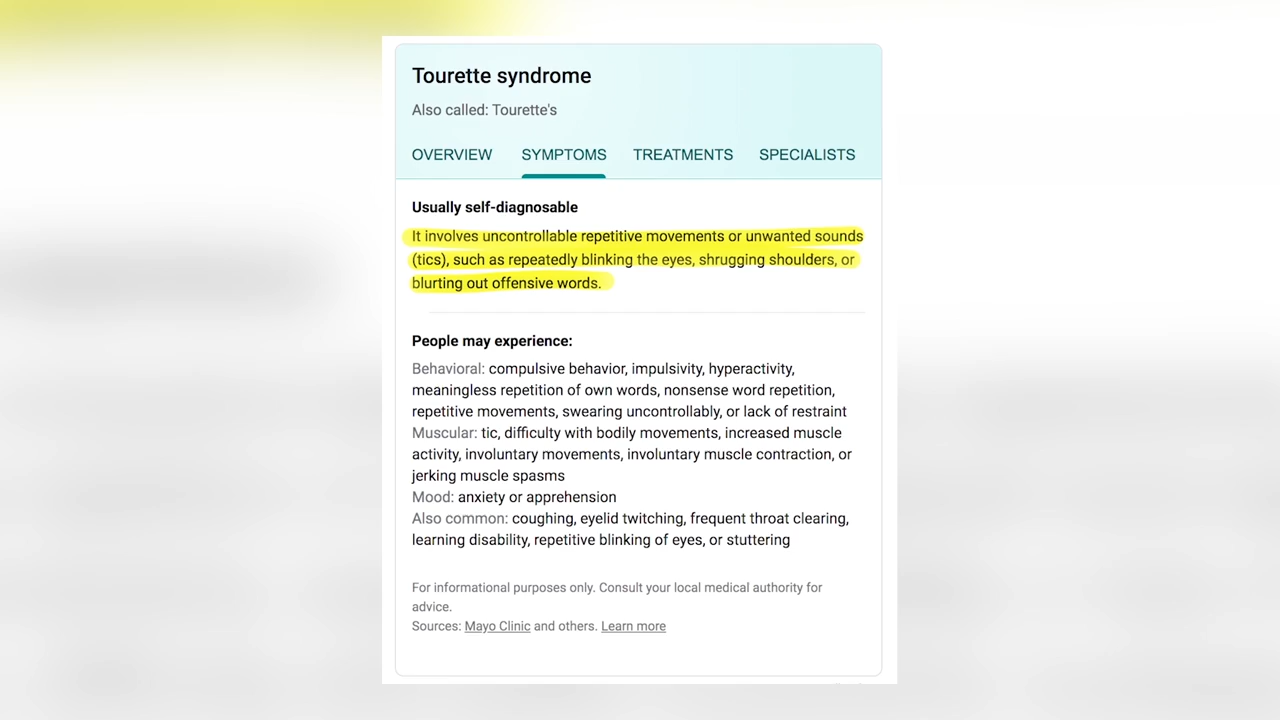 Tourette syndrome
Also called: Tourette's
OVERVIEW SYMPTOMS TREATMENTS SPECIALISTS
Usually self-diagnosable
It involves uncontrollable repetitive movements or unwanted sounds
(tics), such as repeatedly blinking the eyes, shrugging shoulders, or
blurting out offensive words.
People may experience:
Behavioral: compulsive behavior, impulsivity, hyperactivity,
meaningless repetition of own words, nonsense word repetition,
repetitive movements, swearing uncontrollably, or lack of restraint
Muscular: tic, difficulty with bodily movements, increased muscle
activity, involuntary movements, involuntary muscle contraction, or
jerking muscle spasms
Mood: anxiety or apprehension
Also common: coughing, eyelid twitching, frequent throat clearing,
learning disability, repetitive blinking of eyes, or stuttering
For informational purposes only. Consult your local medical authority for
advice.
Sources: Mayo Clinic and others. Learn more